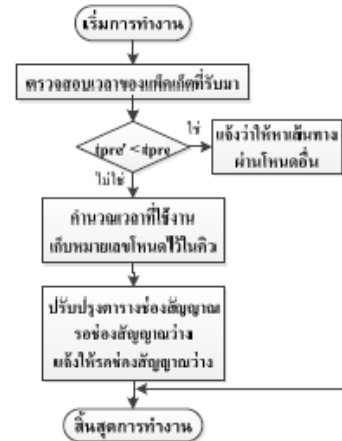 เริ่มการทำงาน
ตรวจสอบเวลาของแพ็คเก็ตที่รับมา
tpre' < tpre
ใช่
แจ้งว่าให้หาเส้นทาง
ผ่านโหนดอื่น
ไม่ใช่
คำนวณเวลาที่ใช้งาน
เก็บหมายเลขโหนดไว้ในคิว
ปรับปรุงตารางช่องสัญญาณ
รอช่องสัญญาณว่าง
แจ้งให้รอช่องสัญญาณว่าง
สิ้นสุดการทำงาน